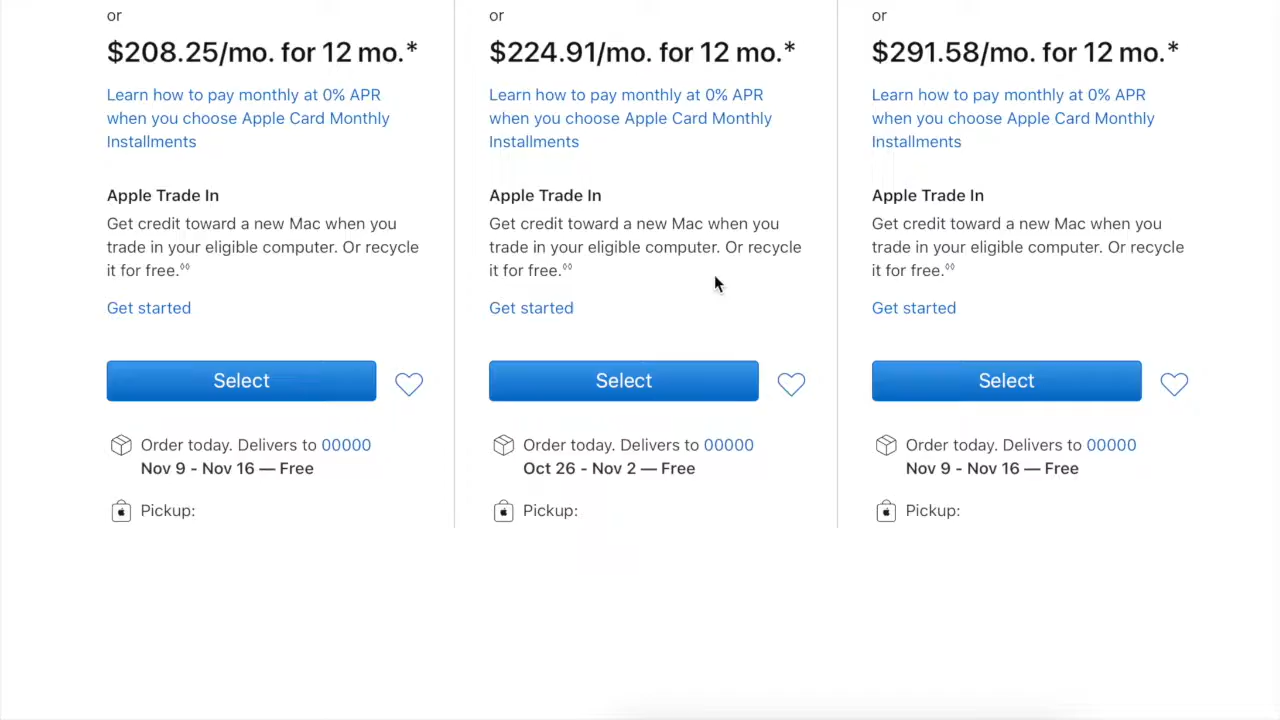 or
$208.25/mo. for 12 mo.*
Learn how to pay monthly at 0% APR
when you choose Apple Card Monthly
Installments
Apple Trade In
Get credit toward a new Mac when you
trade in your eligible computer. Or recycle
it for free.◊◊
Get started
Select
Order today. Delivers to 00000
Nov 9 - Nov 16 — Free
Pickup:
or
$224.91/mo. for 12 mo.*
Learn how to pay monthly at 0% APR
when you choose Apple Card Monthly
Installments
Apple Trade In
Get credit toward a new Mac when you
trade in your eligible computer. Or recycle
it for free.◊◊
Get started
Select
Order today. Delivers to 00000
Oct 26 - Nov 2 — Free
Pickup:
or
$291.58/mo. for 12 mo.*
Learn how to pay monthly at 0% APR
when you choose Apple Card Monthly
Installments
Apple Trade In
Get credit toward a new Mac when you
trade in your eligible computer. Or recycle
it for free.◊◊
Get started
Select
Order today. Delivers to 00000
Nov 9 - Nov 16 — Free
Pickup: